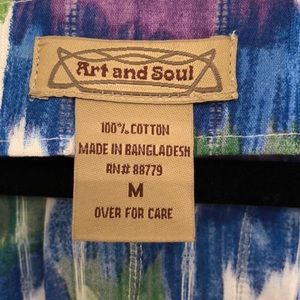 Art and Soul
100% COTTON
MADE IN BANGLADESH
RN# 88779
M
OVER FOR CARE